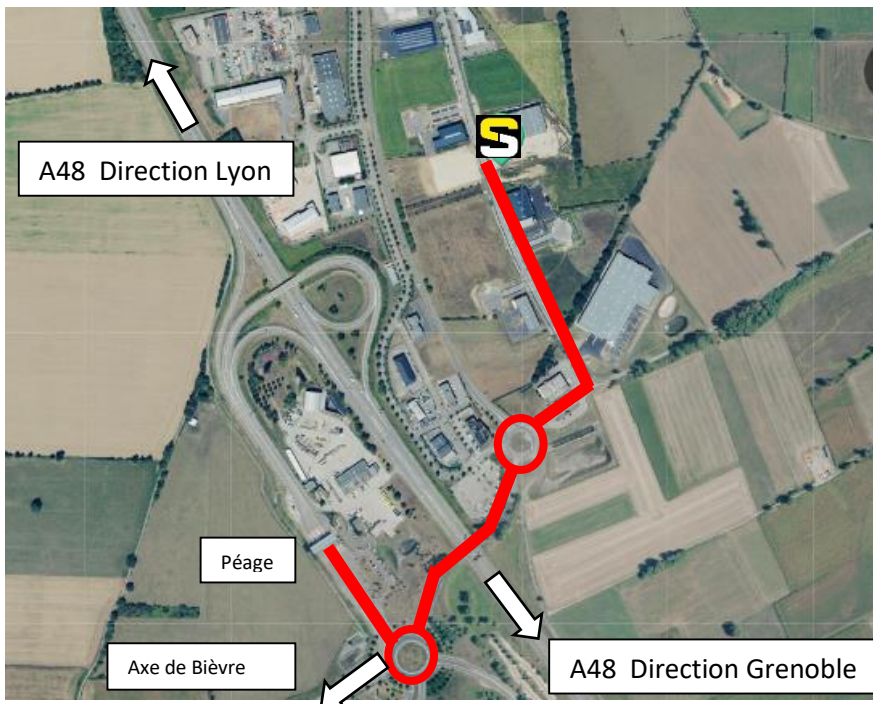 S
A48 Direction Lyon
Péage
Axe de Bièvre
A48 Direction Grenoble